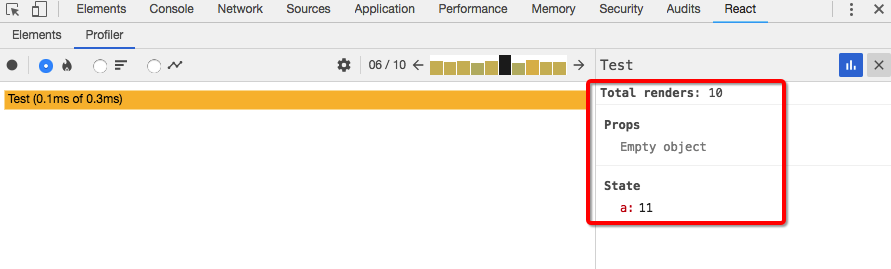 Elements Console Network Sources Application Performance Memory Security Audits React
Elements Profiler
06 / 10 Test
Test (0.1ms of 0.3ms)
Total renders: 10
Props
Empty object
State
a: 11